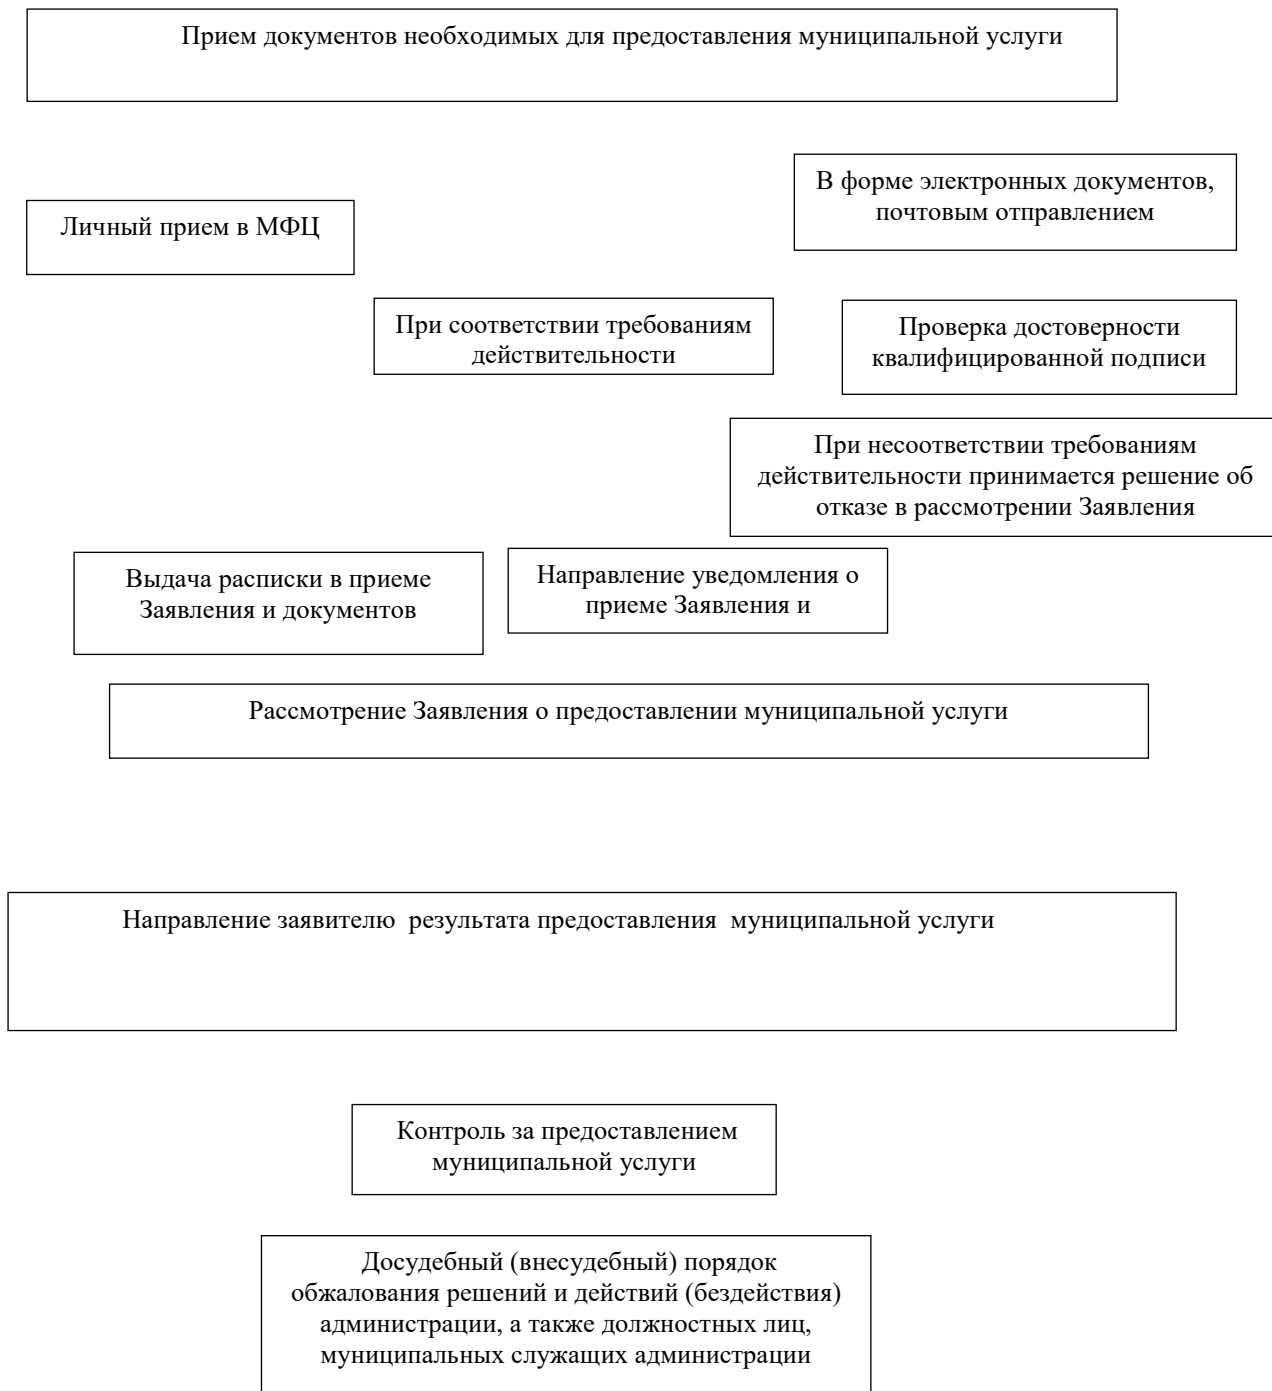 Прием документов необходимых для предоставления муниципальной услуги
В форме электронных документов,
почтовым отправлением
Личный прием в МФЦ
При соответствии требованиям
действительности
Проверка достоверности
квалифицированной подписи
При несоответствии требованиям
действительности принимается решение об
отказе в рассмотрении Заявления
Выдача расписки в приеме
Заявления и документов
Направление уведомления о
приеме Заявления и
Рассмотрение Заявления о предоставлении муниципальной услуги
Направление заявителю  результата предоставления  муниципальной услуги
Контроль за предоставлением
муниципальной услуги
Досудебный (внесудебный) порядок
обжалования решений и действий (бездействия)
администрации, а также должностных лиц,
муниципальных служащих администрации